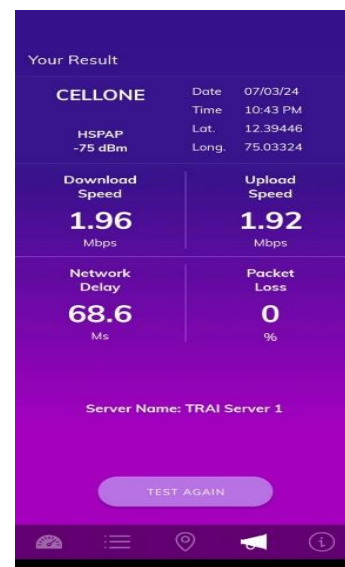 Your Result
CELLONE
HSPAP
-75 dBm
Date 07/03/24
Time 10:43 PM
Lat. 12.39446
Long. 75.03324
Download
Speed
1.96
Mbps
Upload
Speed
1.92
Mbps
Network
Delay
68.6
Ms
Packet
Loss
0
%
Server Name: TRAI Server 1
TEST AGAIN